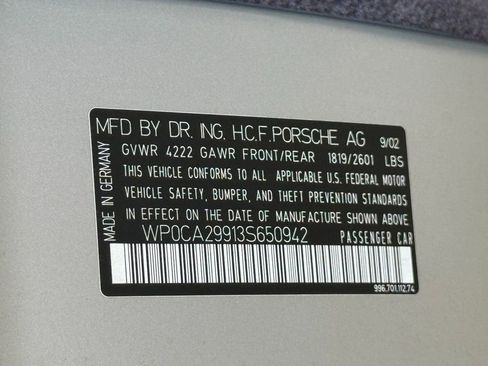 MFD BY DR. ING. H.C.F.PORSCHE AG 9/02
GVWR 4222 GAWR FRONT/REAR 1819/2601 LBS
THIS VEHICLE CONFORMS TO ALL APPLICABLE U.S. FEDERAL MOTOR
VEHICLE SAFETY, BUMPER, AND THEFT PREVENTION STANDARDS
IN EFFECT ON THE DATE OF MANUFACTURE SHOWN ABOVE
WP0CA29913S650942 PASSENGER CAR
MADE IN GERMANY
996.701.112.74